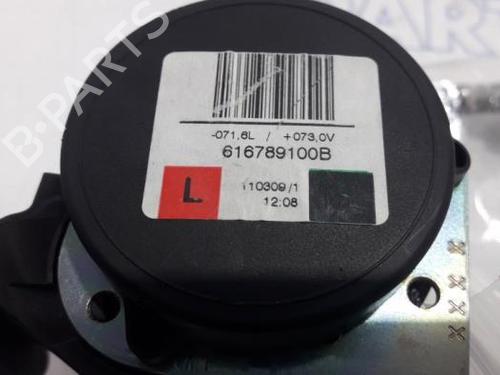 B-PARTS
-071,6L / +073,0V
616789100B
L
110309/1
12:08